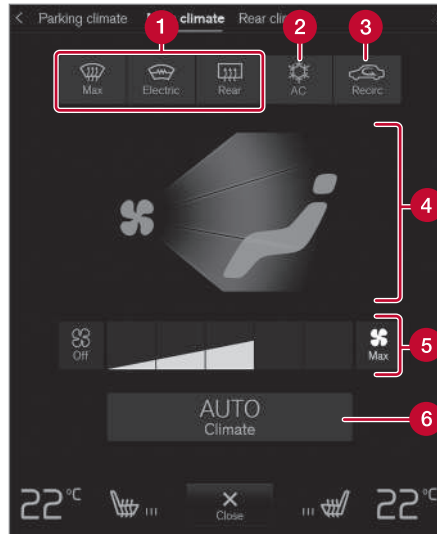 Parking climate climate Rear
1 2 3
Max Electric Rear AC Recirc
4
Off Max 5
AUTO 6
Climate
22°C 22°C
Close